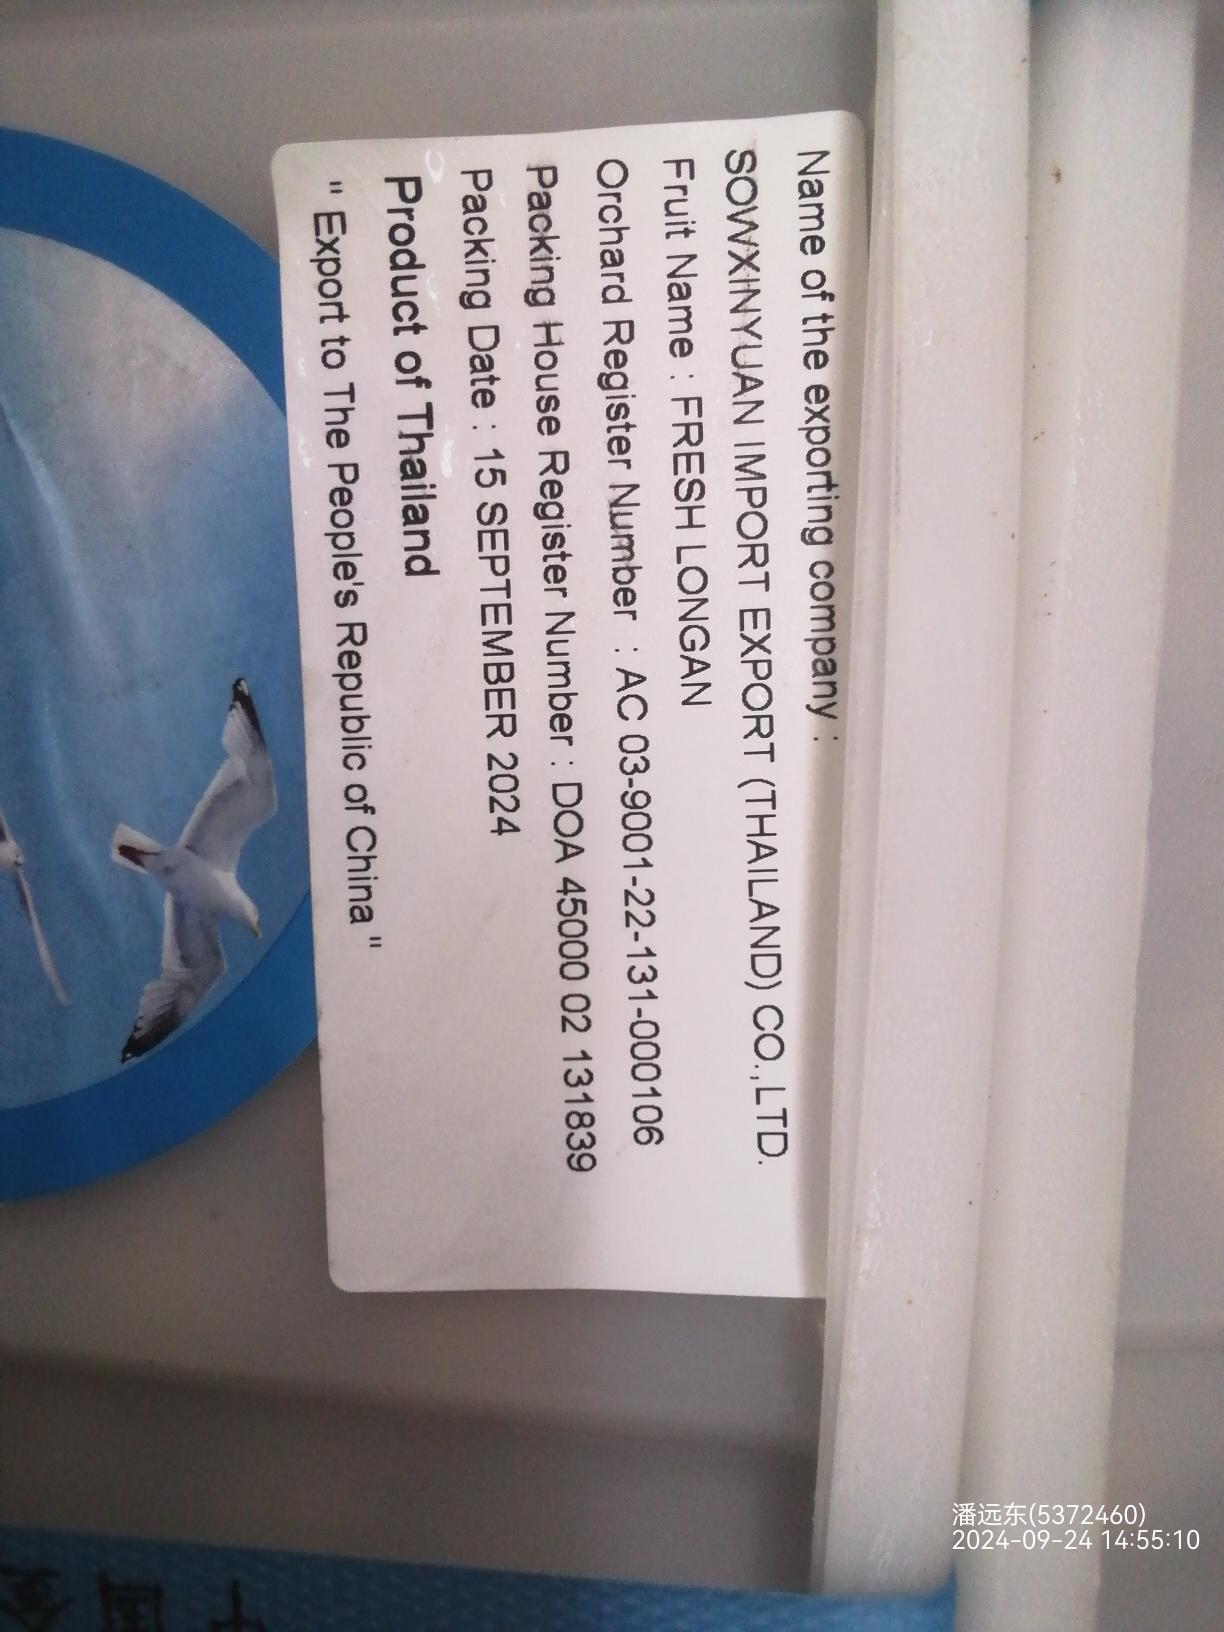 Name of the exporting company :
SOWXINYUAN IMPORT EXPORT (THAILAND) CO.,LTD.
Fruit Name : FRESH LONGAN
Orchard Register Number : AC 03-9001-22-131-000106
Packing House Register Number : DOA 45000 02 131839
Packing Date : 15 SEPTEMBER 2024
Product of Thailand
" Export to The People's Republic of China "
中国
潘远东(5372460)
2024-09-24 14:55:10